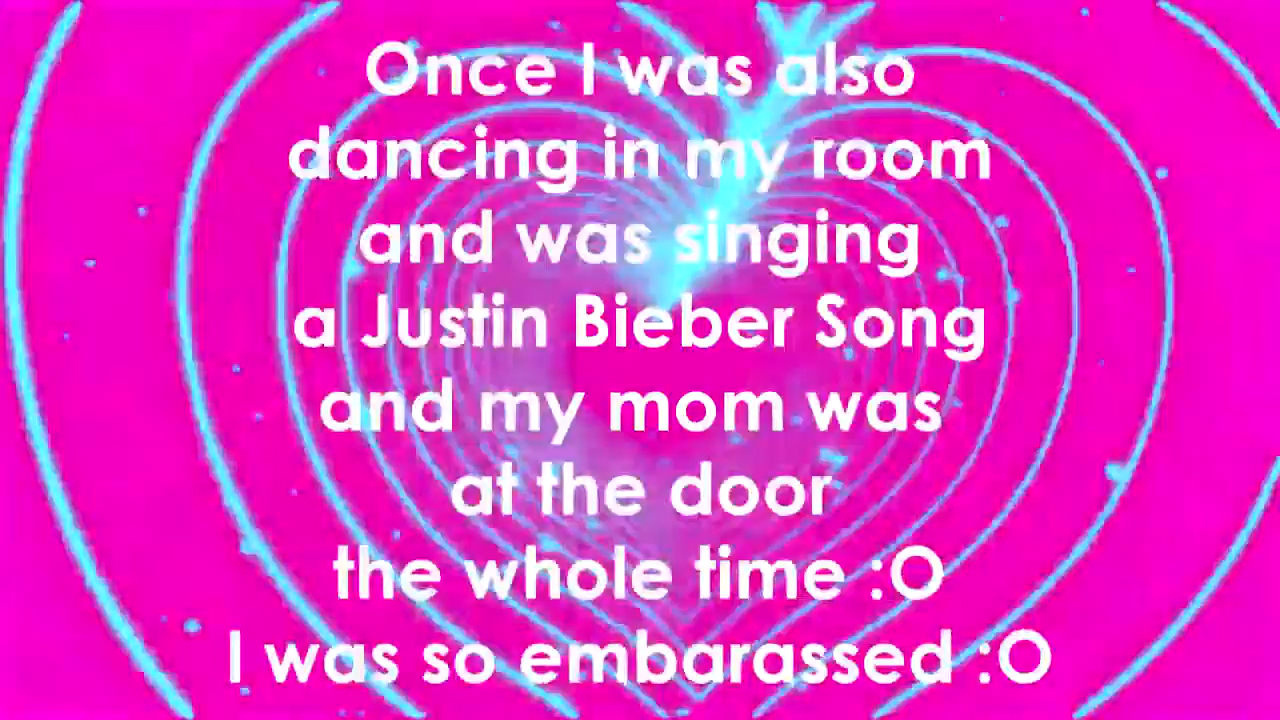 Once I was also
dancing in my room
and was singing
a Justin Bieber Song
and my mom was
at the door
the whole time :O
I was so embarassed :O